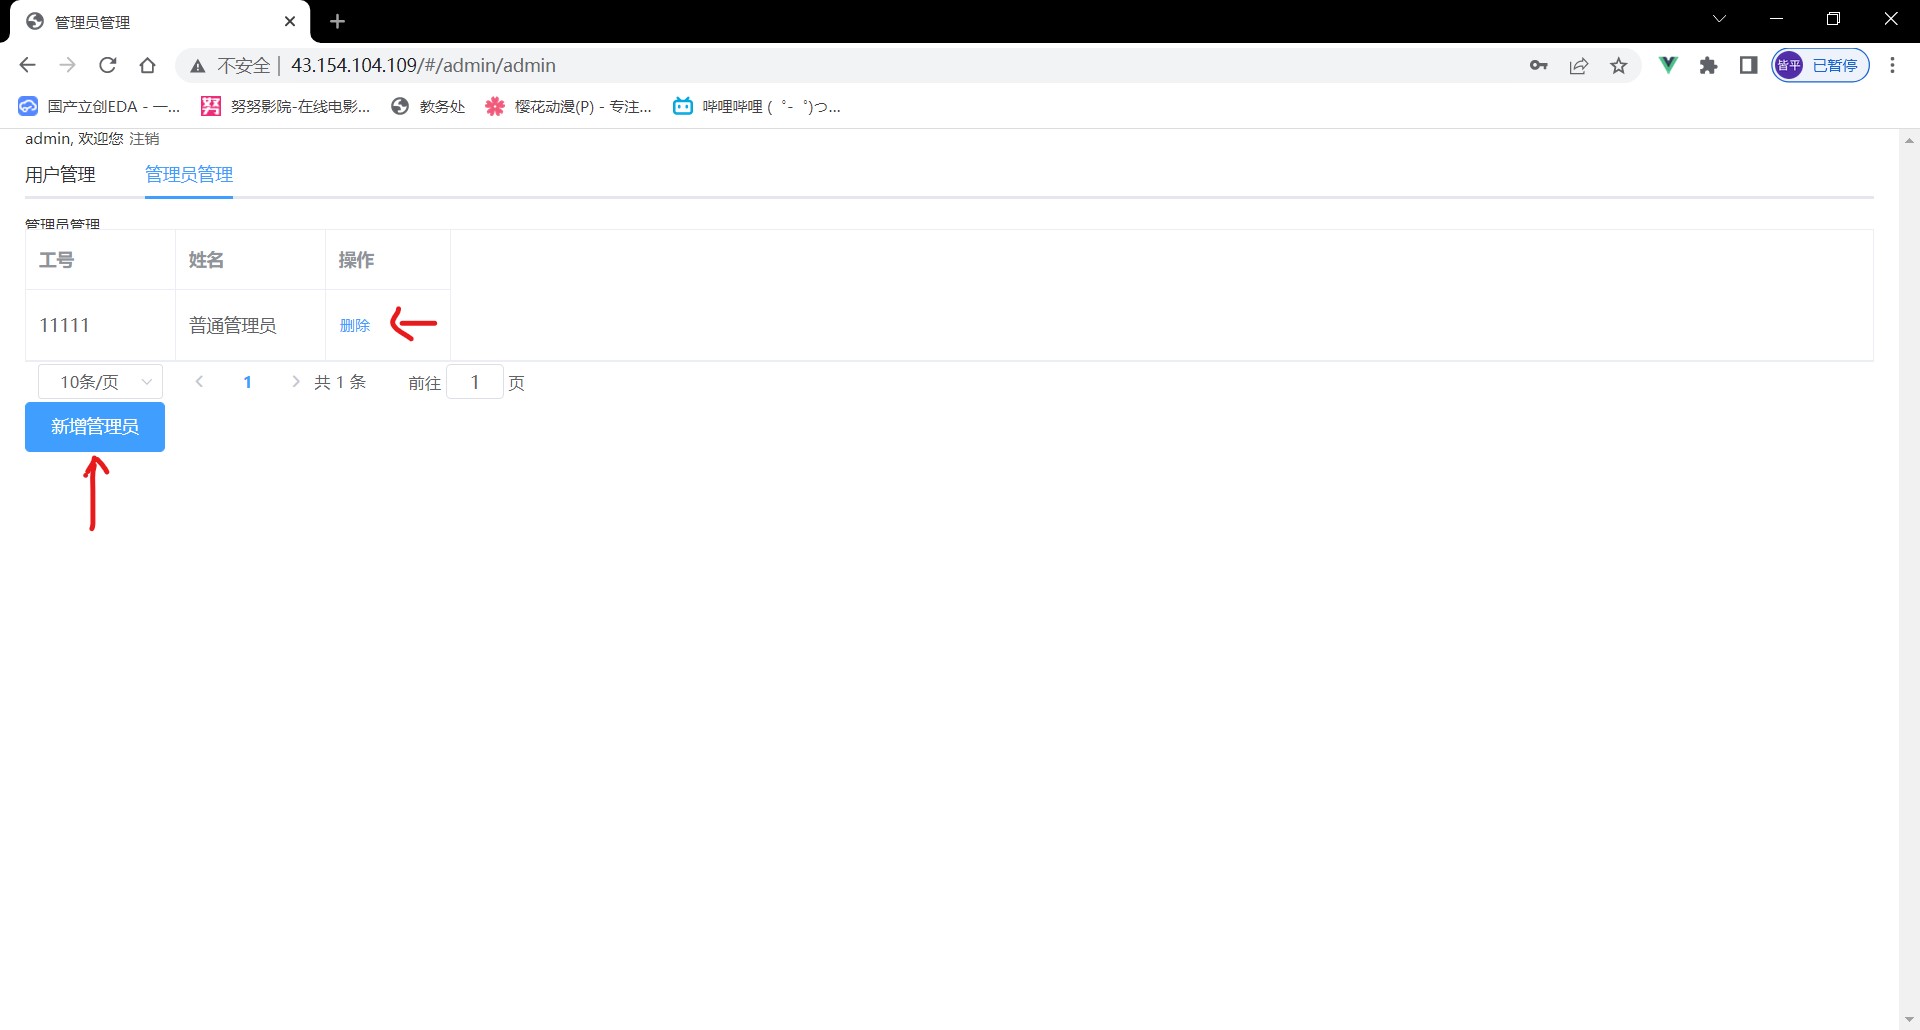 管理员管理
不安全 | 43.154.104.109/#/admin/admin
皆平 已暂停
国产立创EDA - 一... 努努影院-在线电影... 教务处 樱花动漫(P) - 专注... 哔哩哔哩 ( ゜- ゜)つ...
admin, 欢迎您 注销
用户管理 管理员管理
管理员管理
工号 姓名 操作
11111 普通管理员 删除
10条/页 1 共 1 条 前往 1 页
新增管理员